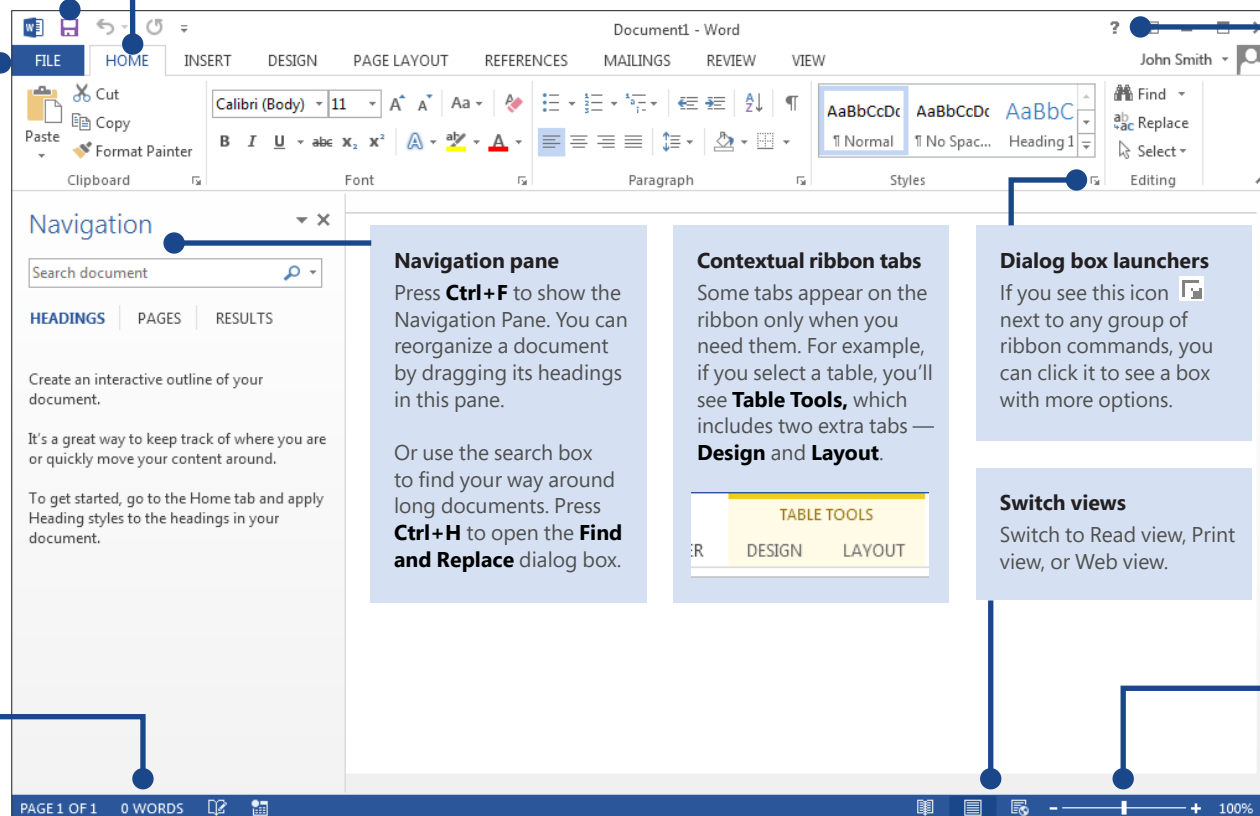 Document1 - Word
?
FILE HOME INSERT DESIGN PAGE LAYOUT REFERENCES MAILINGS REVIEW VIEW
John Smith
Paste
Cut
Copy
Format Painter
Clipboard
Calibri (Body) 11 A A Aa
B I U abc X₂ X² A aby A
Font
Paragraph
AaBbCcDc AaBbCcDc AaBbC
¶ Normal ¶ No Spac... Heading 1
Styles
Find
Replace
Select
Editing
Navigation
Search document
HEADINGS PAGES RESULTS
Create an interactive outline of your
document.
It's a great way to keep track of where you are
or quickly move your content around.
To get started, go to the Home tab and apply
Heading styles to the headings in your
document.
Navigation pane
Press Ctrl+F to show the
Navigation Pane. You can
reorganize a document
by dragging its headings
in this pane.
Or use the search box
to find your way around
long documents. Press
Ctrl+H to open the Find
and Replace dialog box.
Contextual ribbon tabs
Some tabs appear on the
ribbon only when you
need them. For example,
if you select a table, you’ll
see Table Tools, which
includes two extra tabs —
Design and Layout.
TABLE TOOLS
ER DESIGN LAYOUT
Dialog box launchers
If you see this icon
next to any group of
ribbon commands, you
can click it to see a box
with more options.
Switch views
Switch to Read view, Print
view, or Web view.
PAGE 1 OF 1 0 WORDS
- + 100%